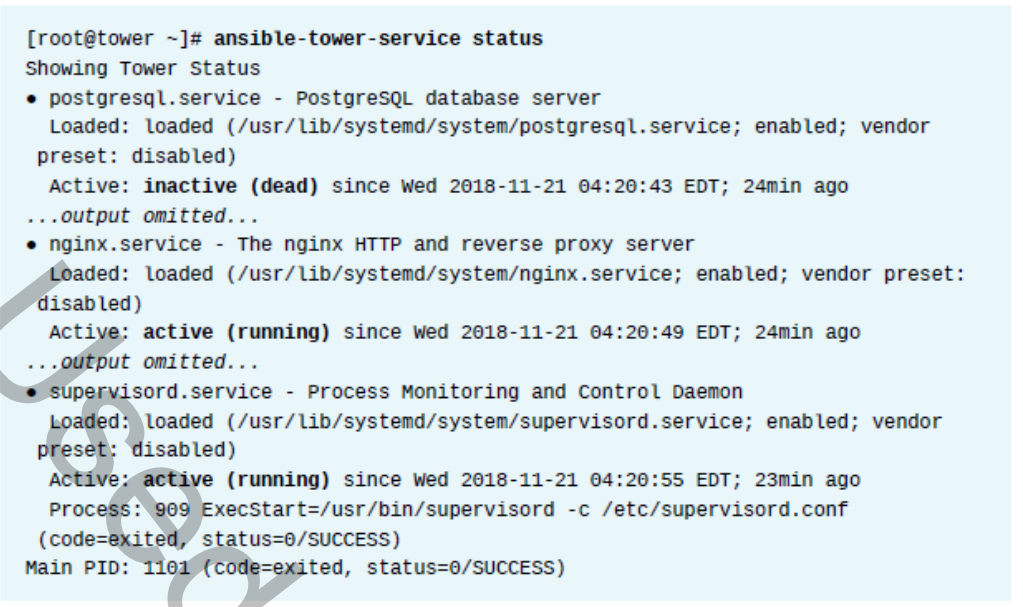 [root@tower ~]# ansible-tower-service status
Showing Tower Status
● postgresql.service - PostgreSQL database server
Loaded: loaded (/usr/lib/systemd/system/postgresql.service; enabled; vendor
preset: disabled)
Active: inactive (dead) since Wed 2018-11-21 04:20:43 EDT; 24min ago
...output omitted...
● nginx.service - The nginx HTTP and reverse proxy server
Loaded: loaded (/usr/lib/systemd/system/nginx.service; enabled; vendor preset:
disabled)
Active: active (running) since Wed 2018-11-21 04:20:49 EDT; 24min ago
...output omitted...
● supervisord.service - Process Monitoring and Control Daemon
Loaded: loaded (/usr/lib/systemd/system/supervisord.service; enabled; vendor
preset: disabled)
Active: active (running) since Wed 2018-11-21 04:20:55 EDT; 23min ago
Process: 909 ExecStart=/usr/bin/supervisord -c /etc/supervisord.conf
(code=exited, status=0/SUCCESS)
Main PID: 1101 (code=exited, status=0/SUCCESS)
Used